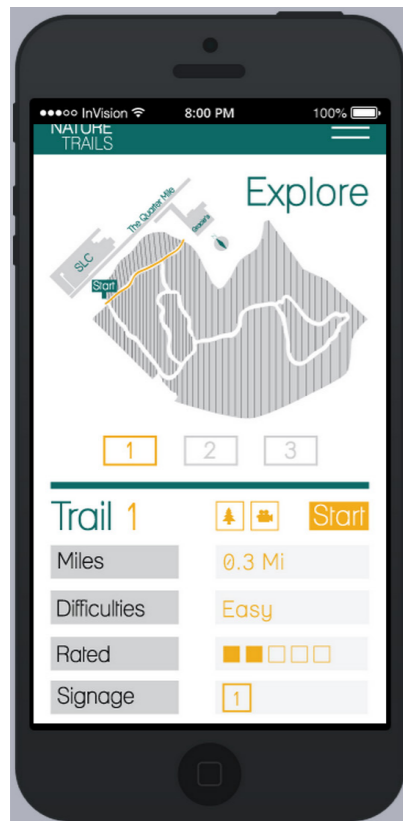 ●●●○○ InVision 8:00 PM 100%
NATURE
TRAILS
Explore
The Quarter Mile
Gracie's
SLC
Start
1 2 3
Trail 1 Start
Miles 0.3 Mi
Difficulties Easy
Rated
Signage 1